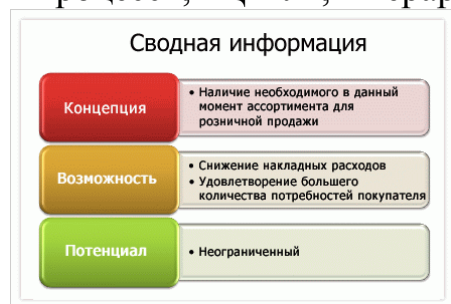 Сводная информация
Концепция
• Наличие необходимого в данный
момент ассортимента для
розничной продажи
Возможность
• Снижение накладных расходов
• Удовлетворение большего
количества потребностей покупателя
Потенциал
• Неограниченный